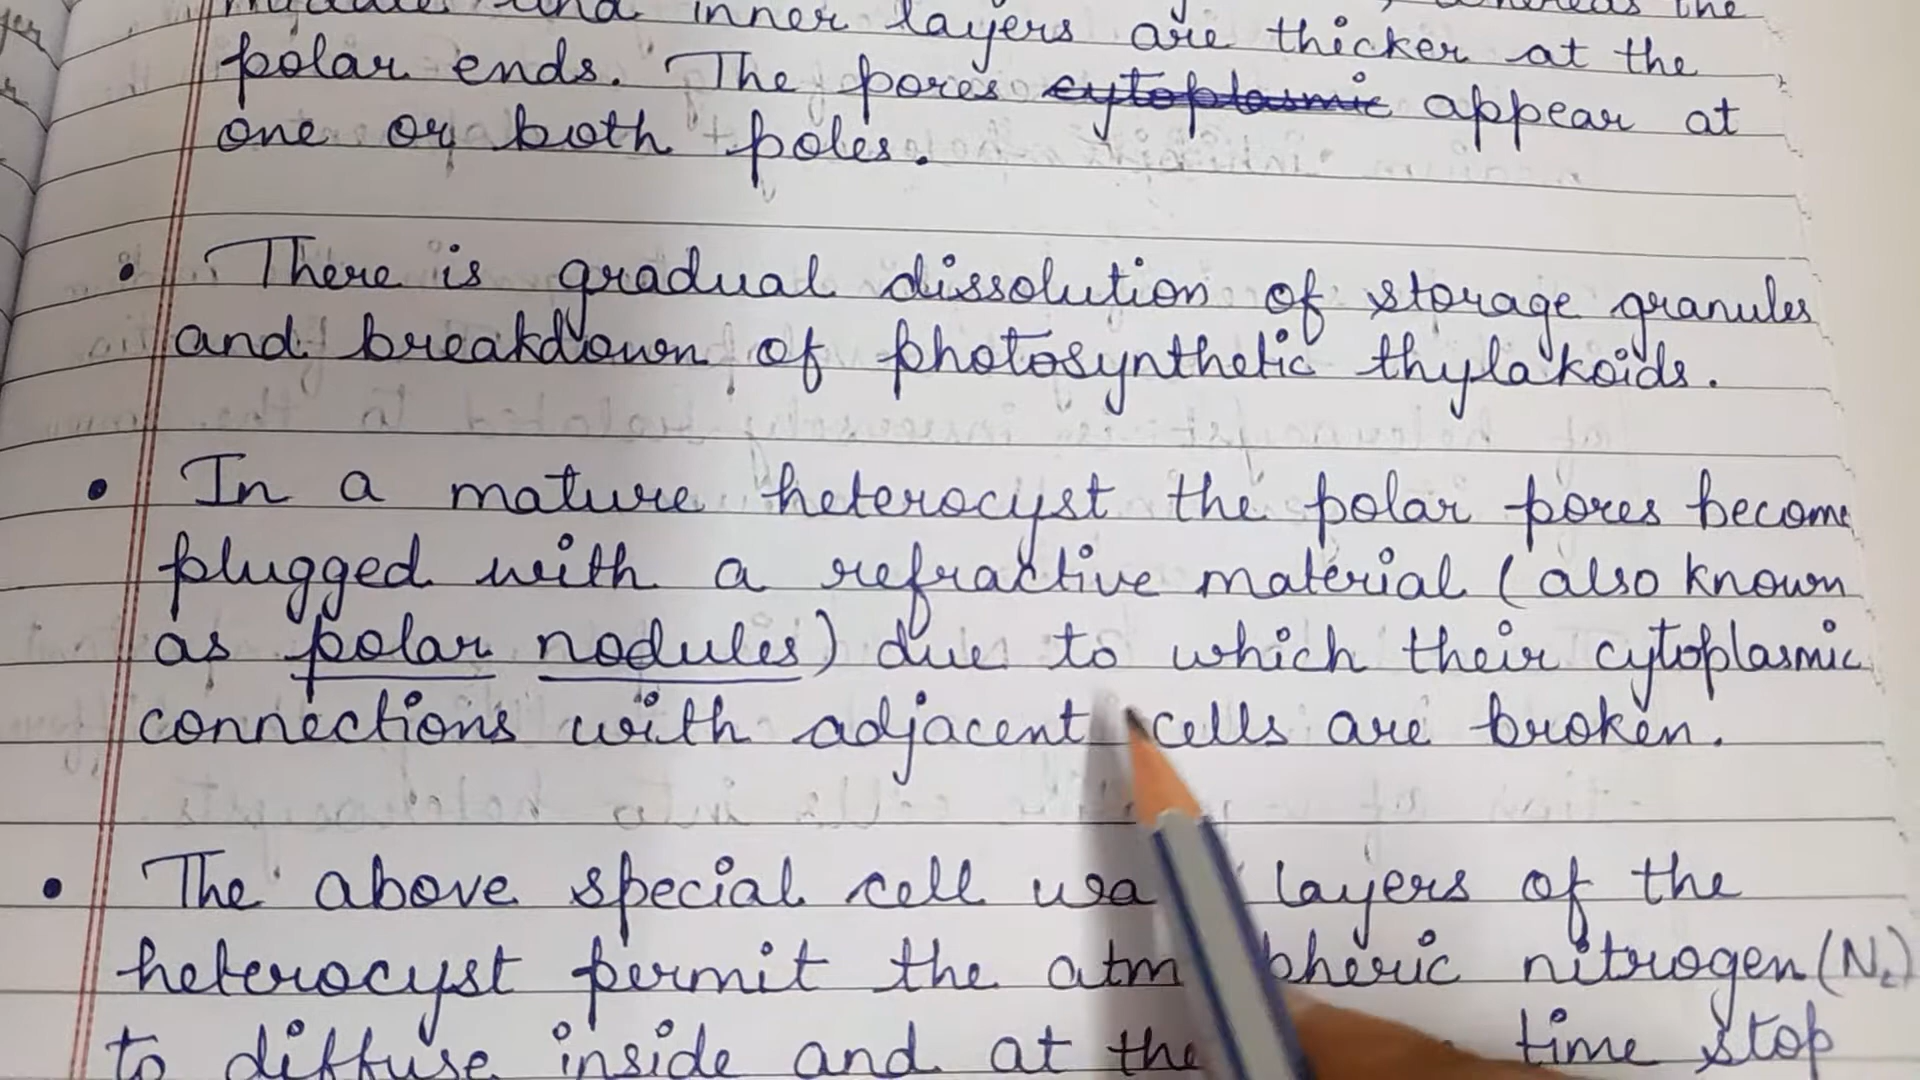 and inner layers are thicker at the
polar ends. The pores cytoplasmic appear at
one or both poles.
• There is gradual dissolution of storage granules
and breakdown of photosynthetic thylakoids.
• In a mature heterocyst the polar pores become
plugged with a refractive material (also known
as polar nodules) due to which their cytoplasmic
connections with adjacent cells are broken.
• The above special cell layers of the
heterocyst permit the nitrogen (N₂)
to diffuse inside and at the time stop